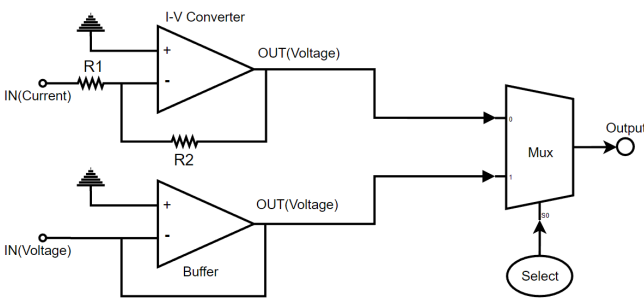 I-V Converter
+
OUT(Voltage)
R1
-
IN(Current)
R2
0
Output
Mux
1
+
OUT(Voltage)
-
IN(Voltage)
Buffer
S0
Select